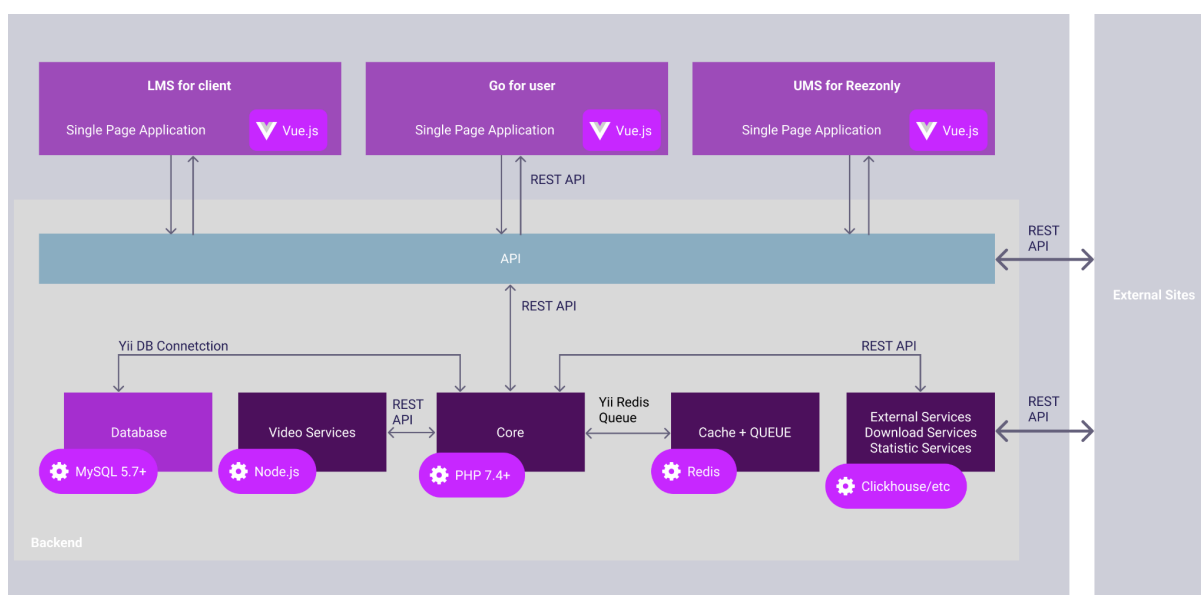 LMS for client
Go for user
UMS for Reezonly
Single Page Application
Vue.js
Single Page Application
Vue.js
Single Page Application
Vue.js
REST API
API
REST
API
External Sites
REST API
Yii DB Connetction
REST API
Database
MySQL 5.7+
Video Services
Node.js
REST
API
Core
PHP 7.4+
Yii Redis
Queue
Cache + QUEUE
Redis
External Services
Download Services
Statistic Services
Clickhouse/etc
REST
API
Backend